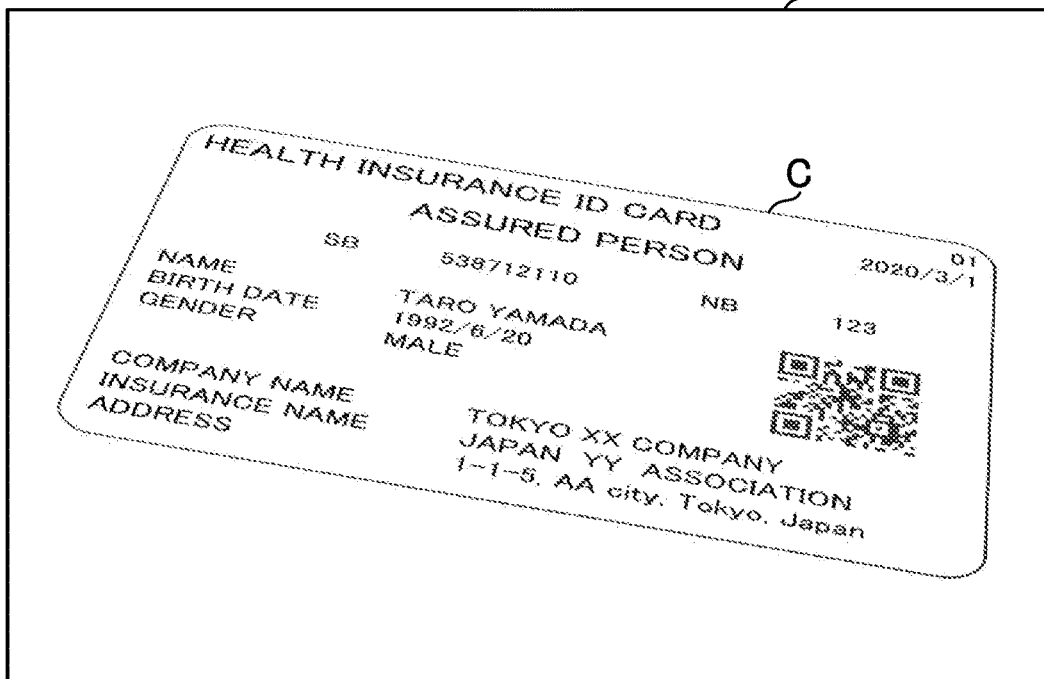 C
HEALTH INSURANCE ID CARD
ASSURED PERSON
01
2020/3/1
SB 538712110 NB 123
NAME TARO YAMADA
BIRTH DATE 1992/6/20
GENDER MALE
COMPANY NAME TOKYO XX COMPANY
INSURANCE NAME JAPAN YY ASSOCIATION
ADDRESS 1-1-5, AA city, Tokyo, Japan